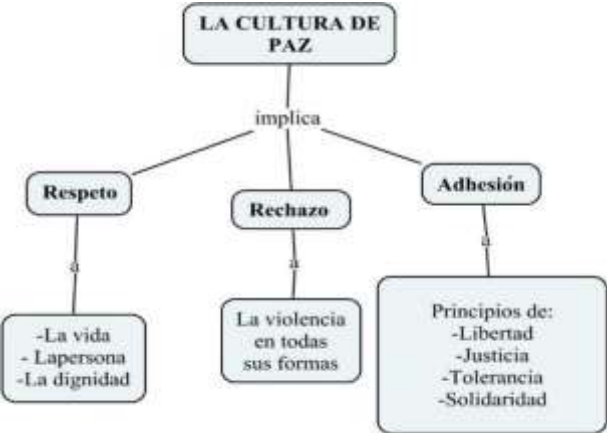 LA CULTURA DE
PAZ
implica
Respeto
Rechazo
Adhesión
a
a
a
-La vida
- Lapersona
-La dignidad
La violencia
en todas
sus formas
Principios de:
-Libertad
-Justicia
-Tolerancia
-Solidaridad